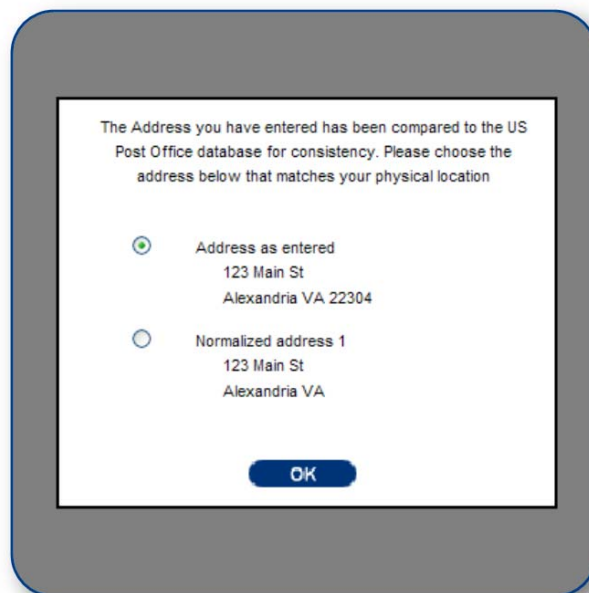 The Address you have entered has been compared to the US
Post Office database for consistency. Please choose the
address below that matches your physical location
Address as entered
123 Main St
Alexandria VA 22304
Normalized address 1
123 Main St
Alexandria VA
OK